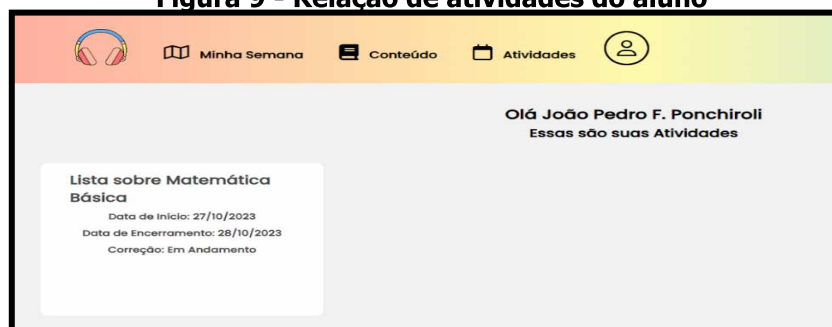 Figura 9 - Relação de atividades do aluno
Minha Semana Conteúdo Atividades
Olá João Pedro F. Ponchiroli
Essas são suas Atividades
Lista sobre Matemática
Básica
Data de Início: 27/10/2023
Data de Encerramento: 28/10/2023
Correção: Em Andamento